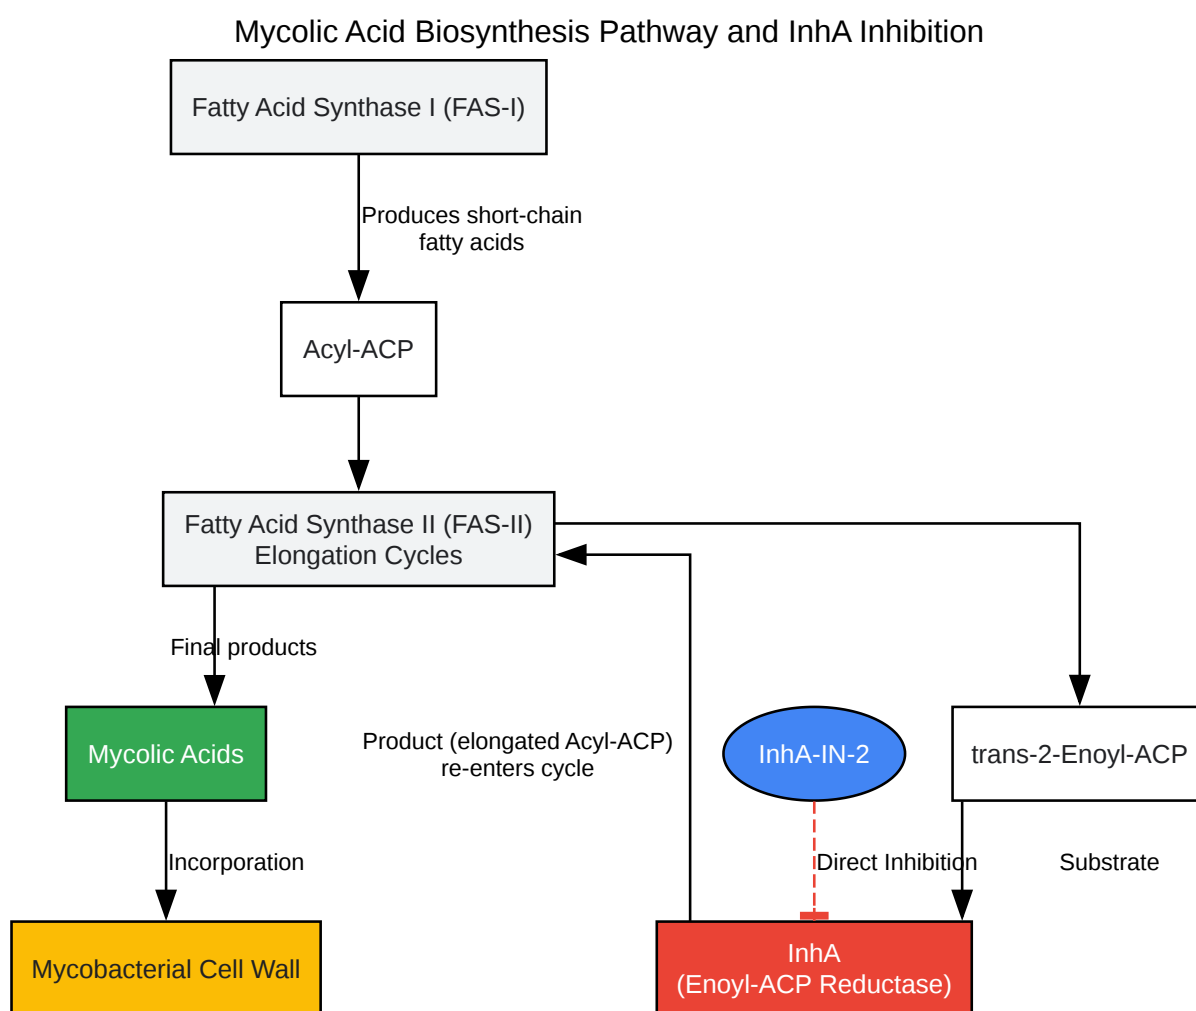 Mycolic Acid Biosynthesis Pathway and InhA Inhibition
Fatty Acid Synthase I (FAS-I)
Produces short-chain
fatty acids
Acyl-ACP
Fatty Acid Synthase II (FAS-II)
Elongation Cycles
Final products
Mycolic Acids
Product (elongated Acyl-ACP)
re-enters cycle
InhA-IN-2
trans-2-Enoyl-ACP
Incorporation
Direct Inhibition
Substrate
Mycobacterial Cell Wall
InhA
(Enoyl-ACP Reductase)